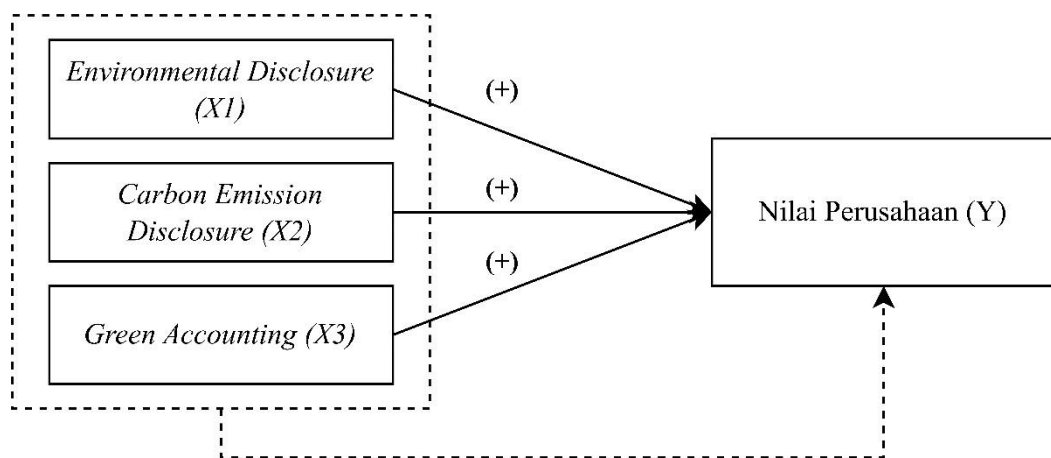 Environmental Disclosure
(X1)
(+)
Carbon Emission
Disclosure (X2)
(+)
Nilai Perusahaan (Y)
(+)
Green Accounting (X3)